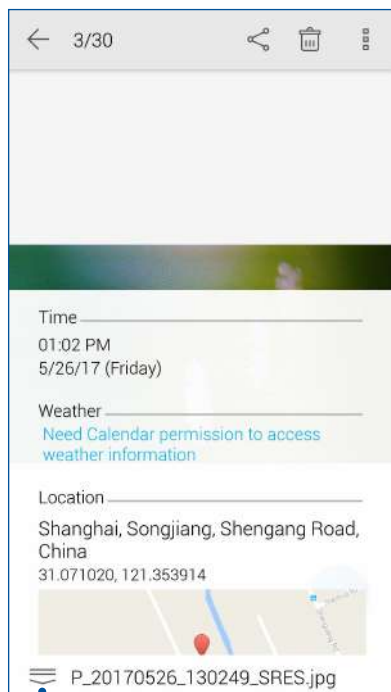 3/30
Time
01:02 PM
5/26/17 (Friday)
Weather
Need Calendar permission to access
weather information
Location
Shanghai, Songjiang, Shengang Road,
China
31.071020, 121.353914
P_20170526_130249_SRES.jpg